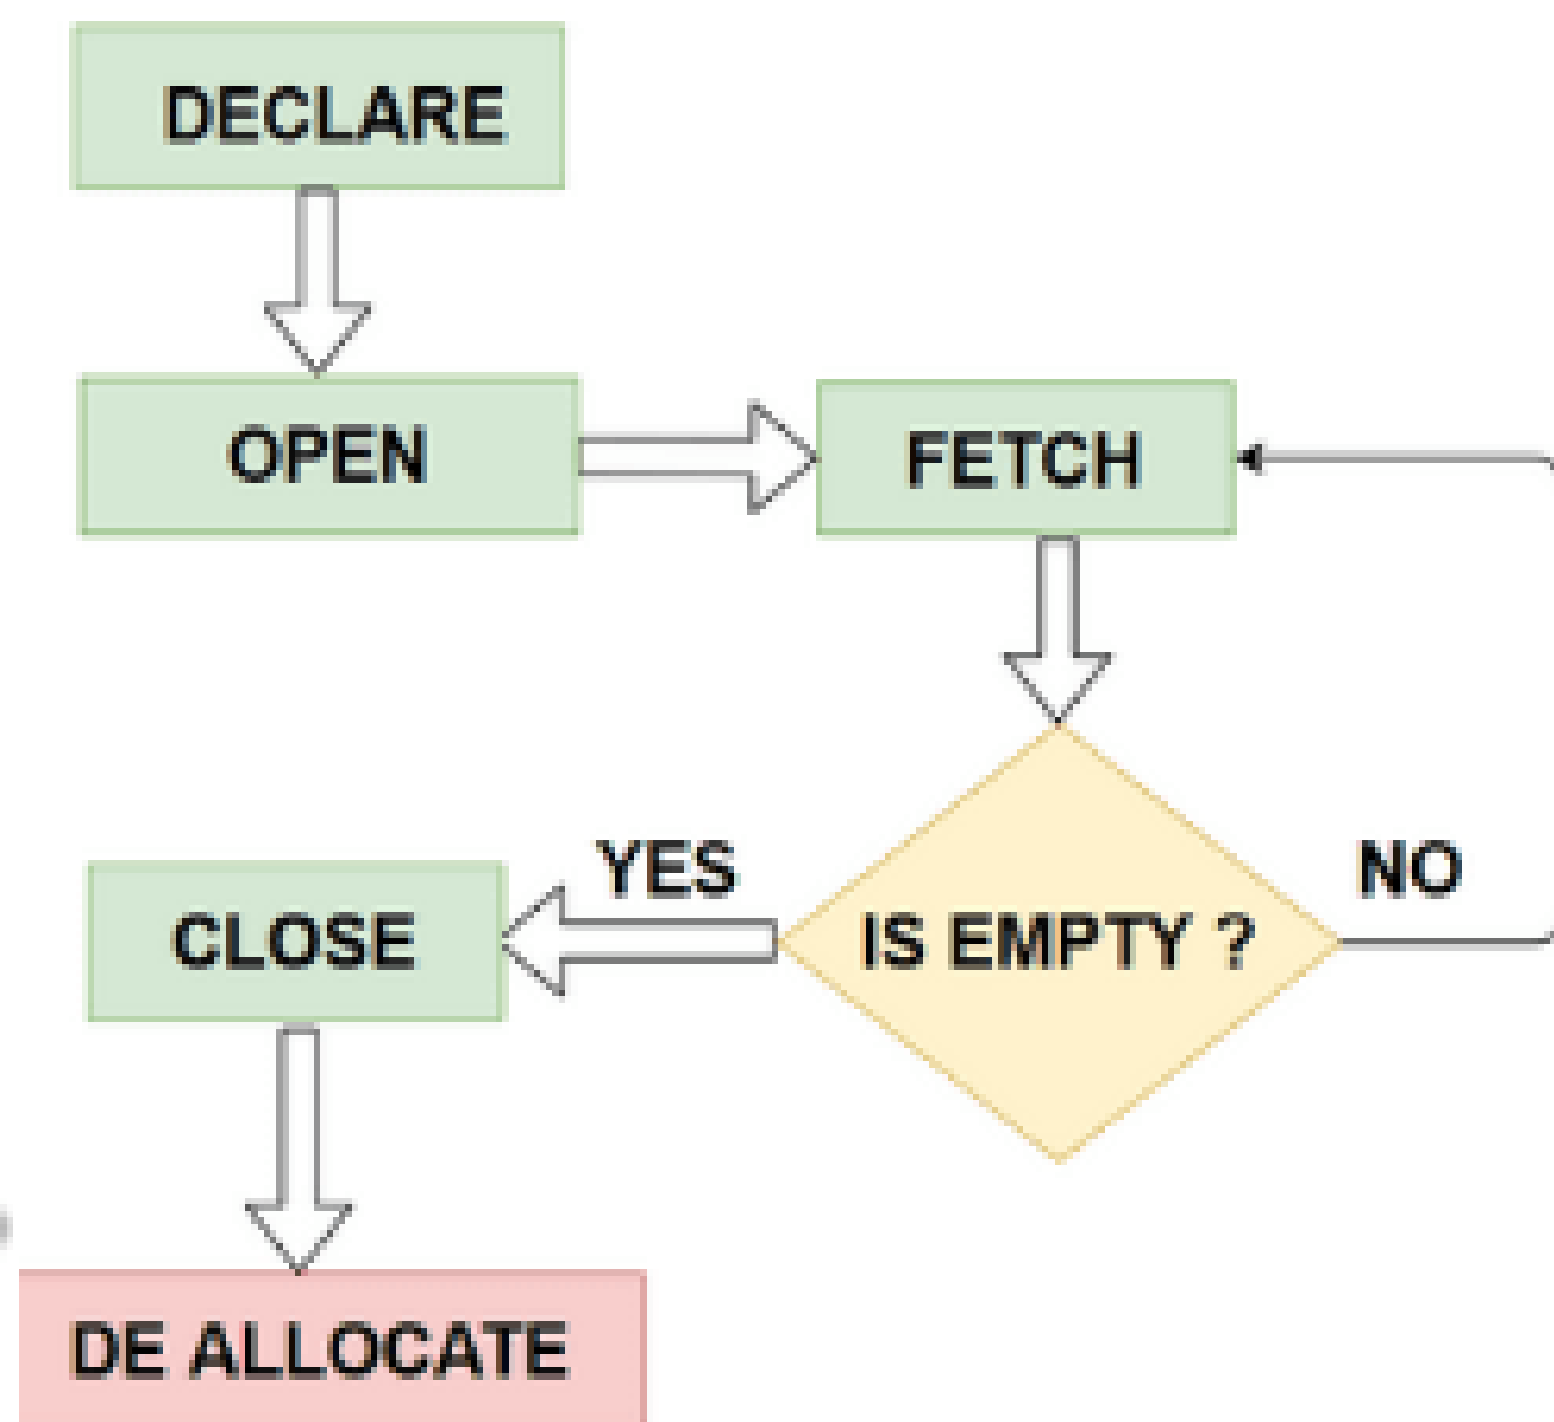 DECLARE
OPEN
FETCH
YES
NO
CLOSE
IS EMPTY ?
DE ALLOCATE